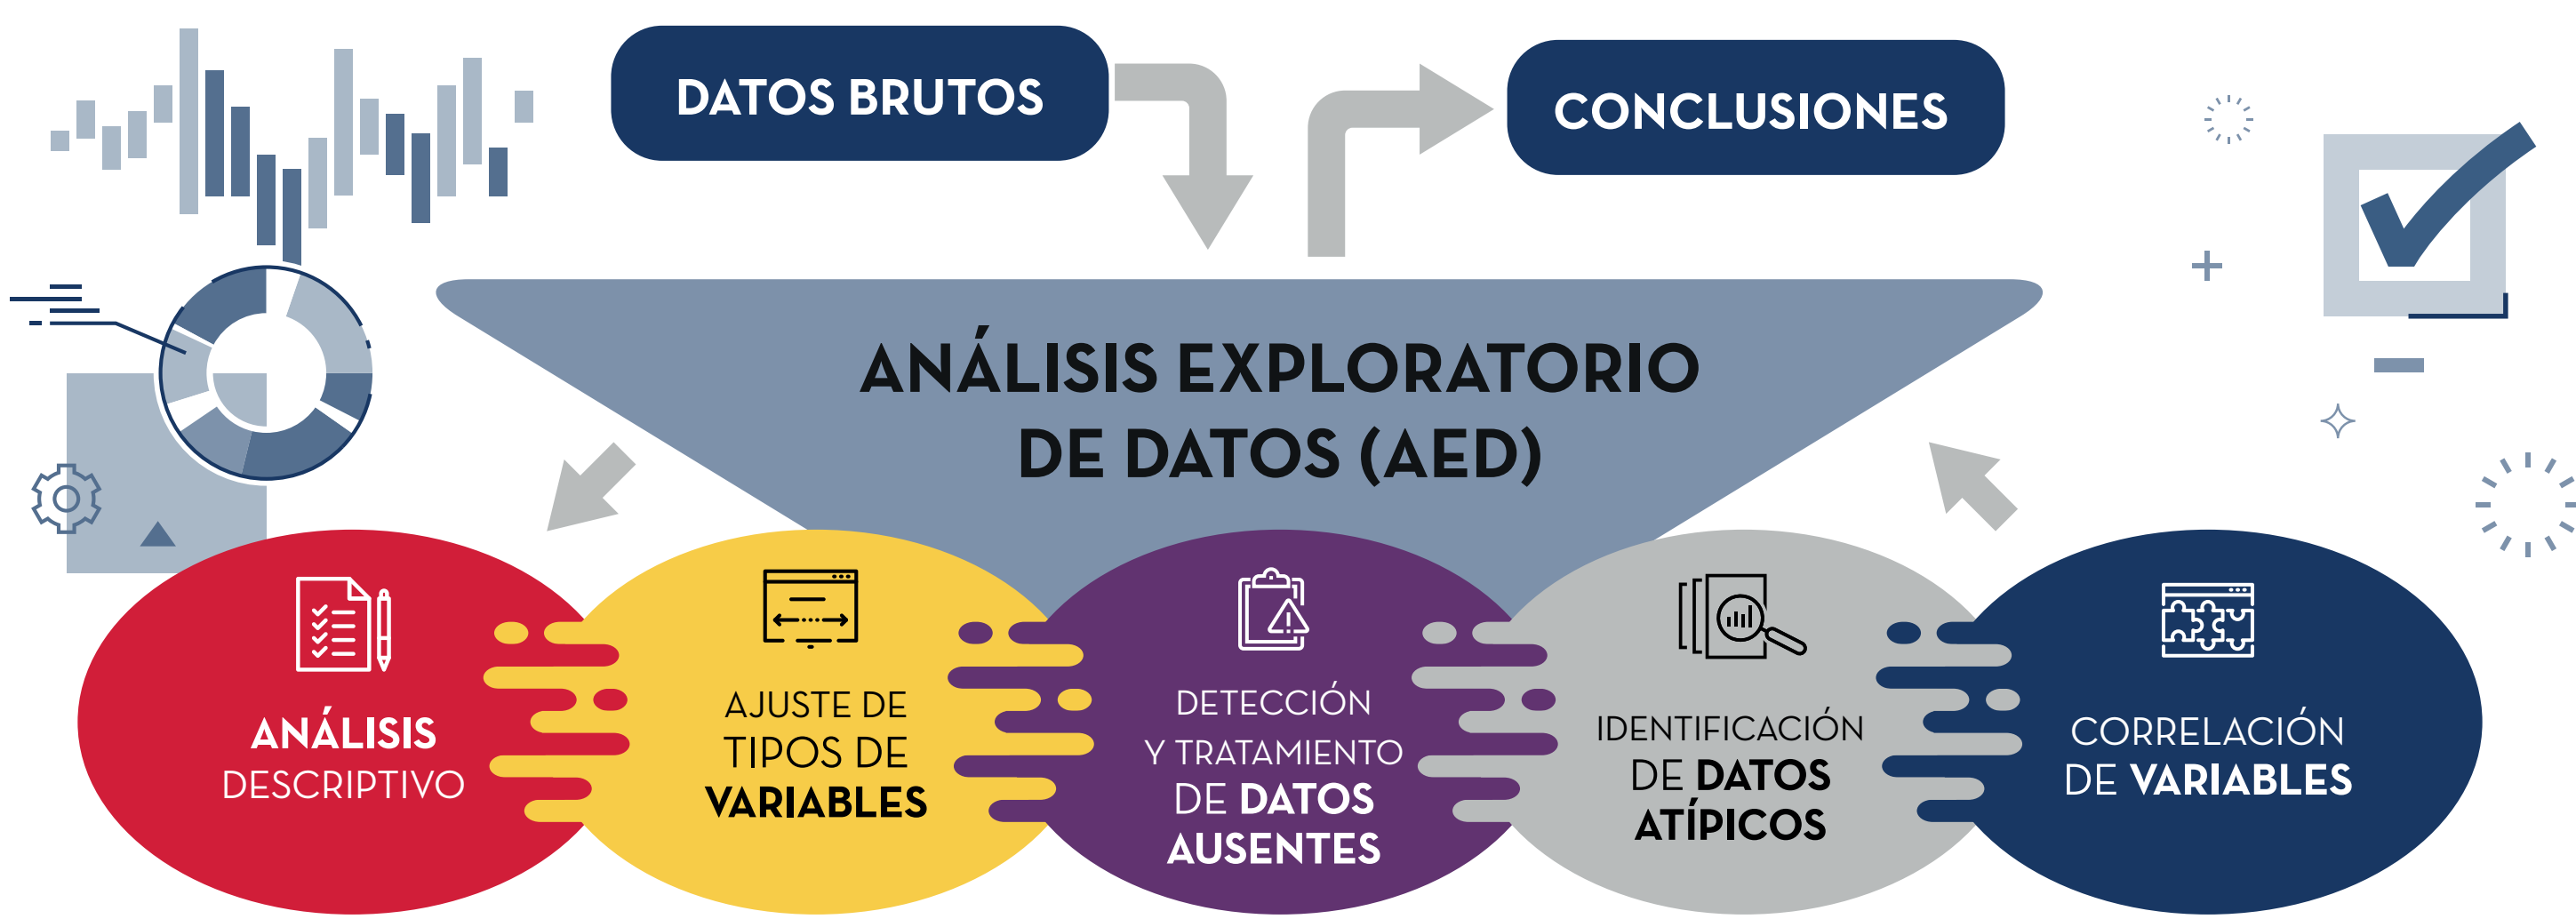 DATOS BRUTOS
CONCLUSIONES
ANÁLISIS EXPLORATORIO
DE DATOS (AED)
ANÁLISIS
DESCRIPTIVO
AJUSTE DE
TIPOS DE
VARIABLES
DETECCIÓN
Y TRATAMIENTO
DE DATOS
AUSENTES
IDENTIFICACIÓN
DE DATOS
ATÍPICOS
CORRELACIÓN
DE VARIABLES